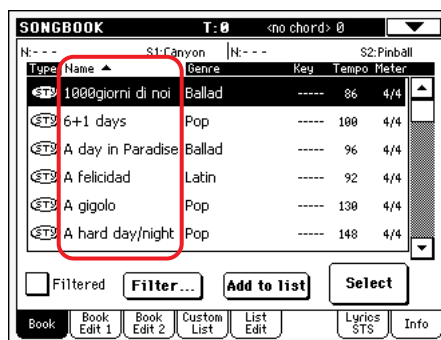 SONGBOOK T:0 <no chord> 0
N:--- S1:Canyon N:--- S2:Pinball
Type Name Genre Key Tempo Meter
STY 1000giorni di noi Ballad ----- 86 4/4
STY 6+1 days Pop ----- 100 4/4
STY A day in Paradise Ballad ----- 96 4/4
STY A felicidad Latin ----- 92 4/4
STY A gigolo Pop ----- 130 4/4
STY A hard day/night Pop ----- 148 4/4
Filtered Filter... Add to list Select
Book Book Edit 1 Book Edit 2 Custom List List Edit Lyrics STS Info